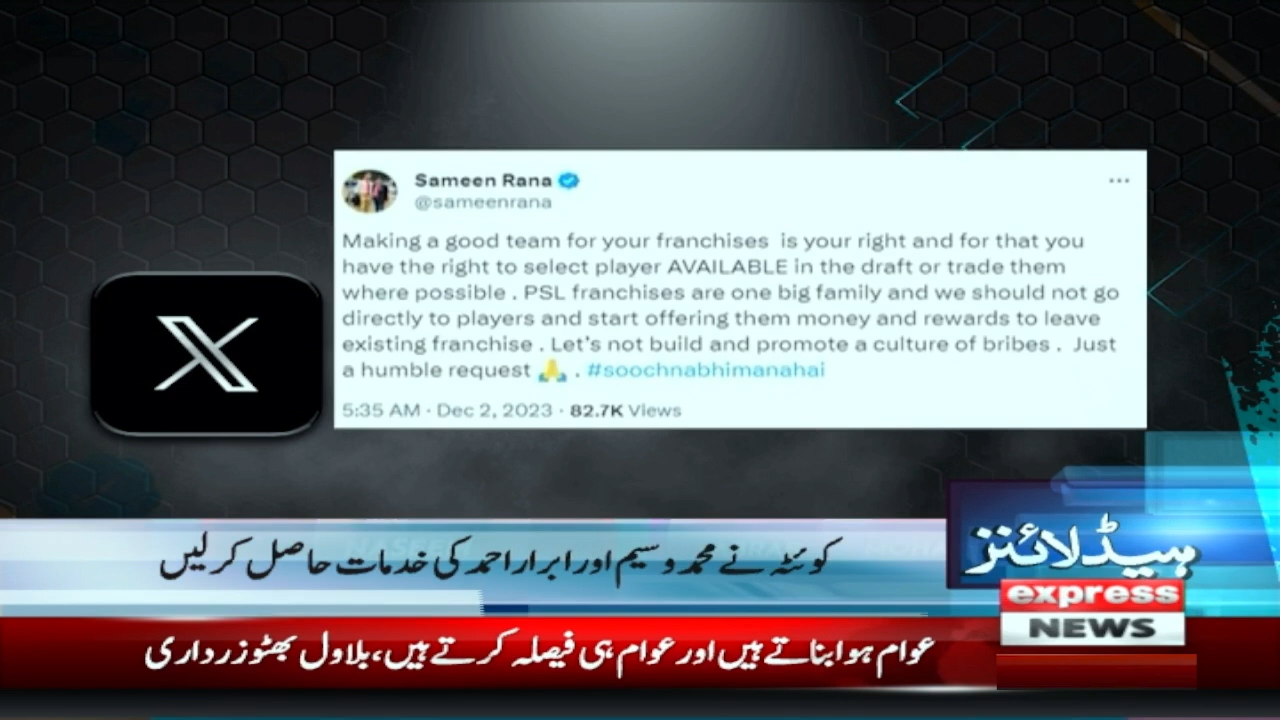 Sameen Rana
@sameenrana
Making a good team for your franchises is your right and for that you
have the right to select player AVAILABLE in the draft or trade them
where possible . PSL franchises are one big family and we should not go
directly to players and start offering them money and rewards to leave
existing franchise . Let's not build and promote a culture of bribes . Just
a humble request 🙏 . #soochnabhimanahai
5:35 AM · Dec 2, 2023 · 82.7K Views
X
ہیڈلائنز
کوئٹہ نے محمد وسیم اور ابرار احمد کی خدمات حاصل کر لیں
express
NEWS
عوام ہوا بناتے ہیں اور عوام ہی فیصلہ کرتے ہیں، بلاول بھٹو زرداری